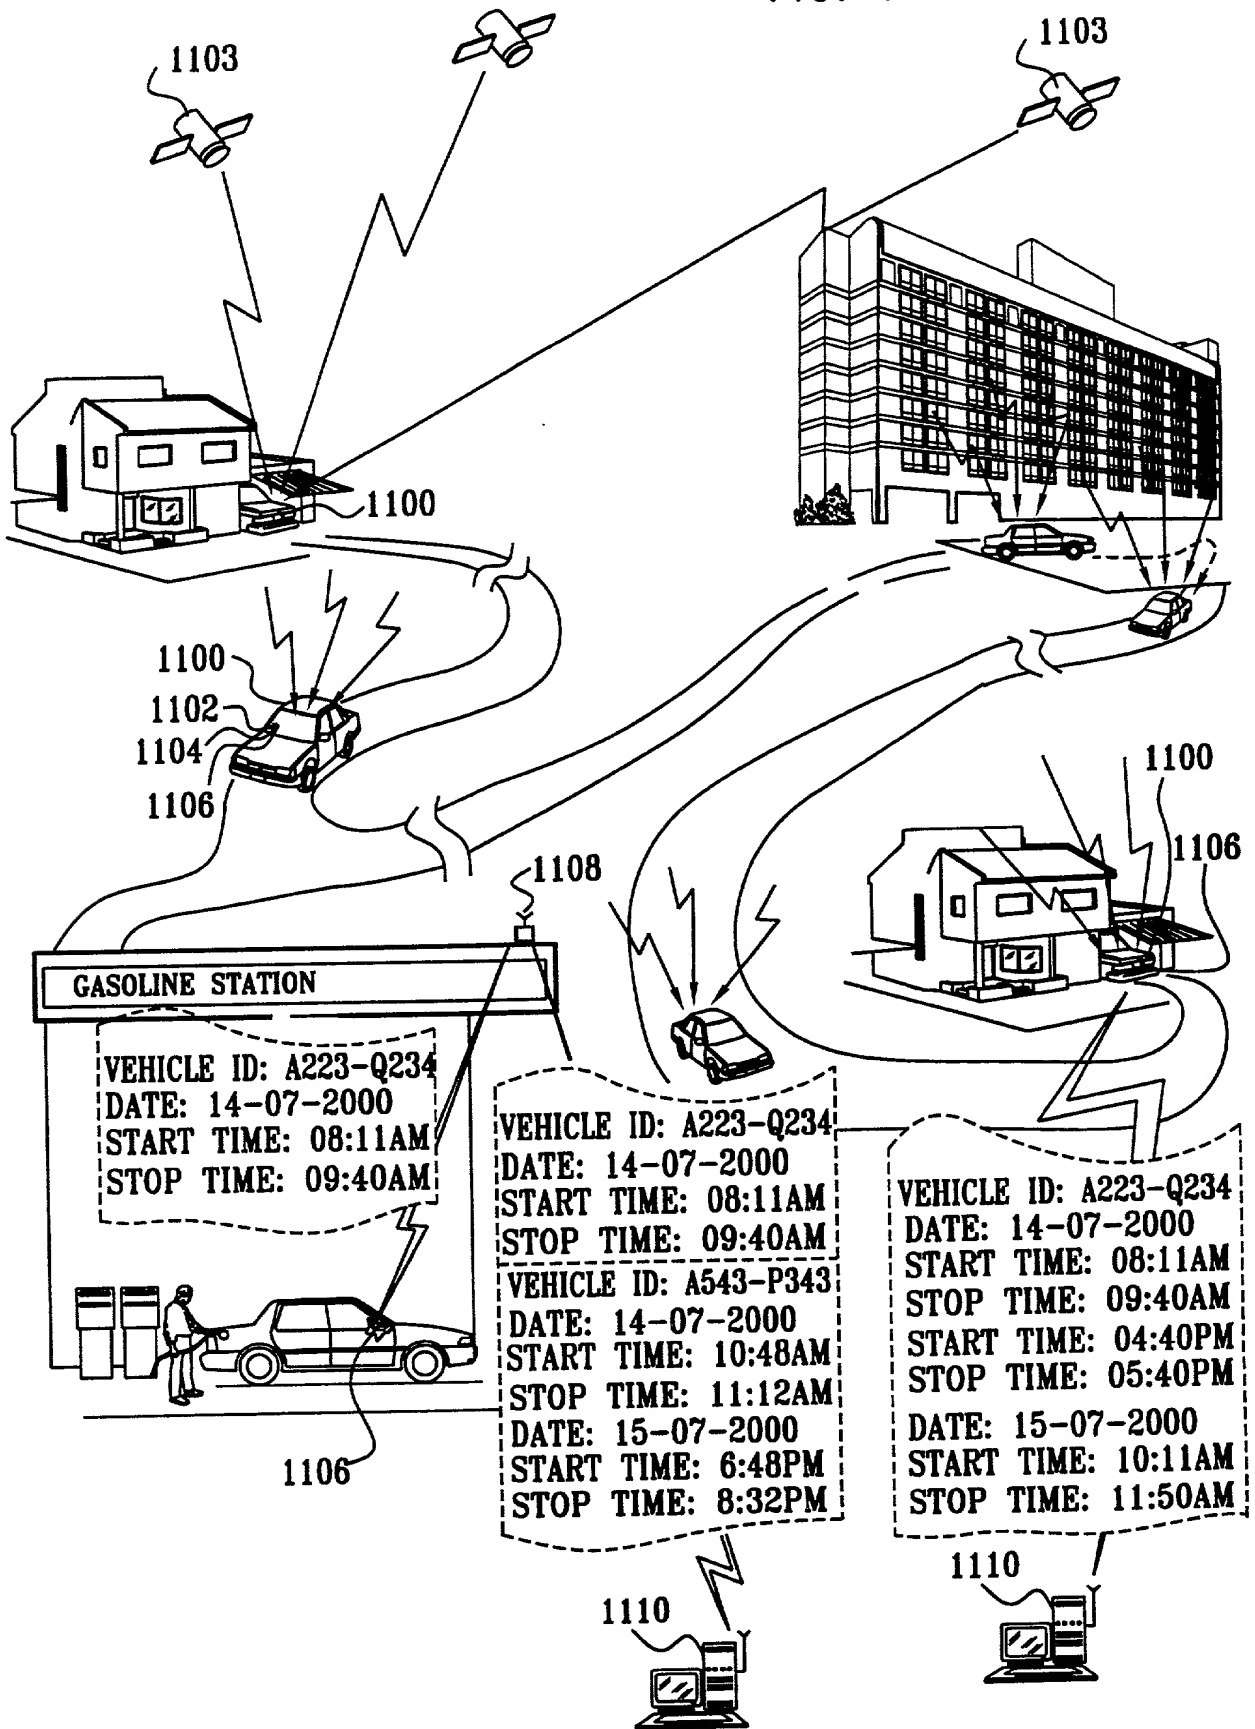 1103
1103
1100
1100
1102
1104
1106
1100
1106
1108
GASOLINE STATION
VEHICLE ID: A223-Q234
DATE: 14-07-2000
START TIME: 08:11AM
STOP TIME: 09:40AM
VEHICLE ID: A223-Q234
DATE: 14-07-2000
START TIME: 08:11AM
STOP TIME: 09:40AM
VEHICLE ID: A543-P343
DATE: 14-07-2000
START TIME: 10:48AM
STOP TIME: 11:12AM
DATE: 15-07-2000
START TIME: 6:48PM
STOP TIME: 8:32PM
VEHICLE ID: A223-Q234
DATE: 14-07-2000
START TIME: 08:11AM
STOP TIME: 09:40AM
START TIME: 04:40PM
STOP TIME: 05:40PM
DATE: 15-07-2000
START TIME: 10:11AM
STOP TIME: 11:50AM
1106
1110
1110